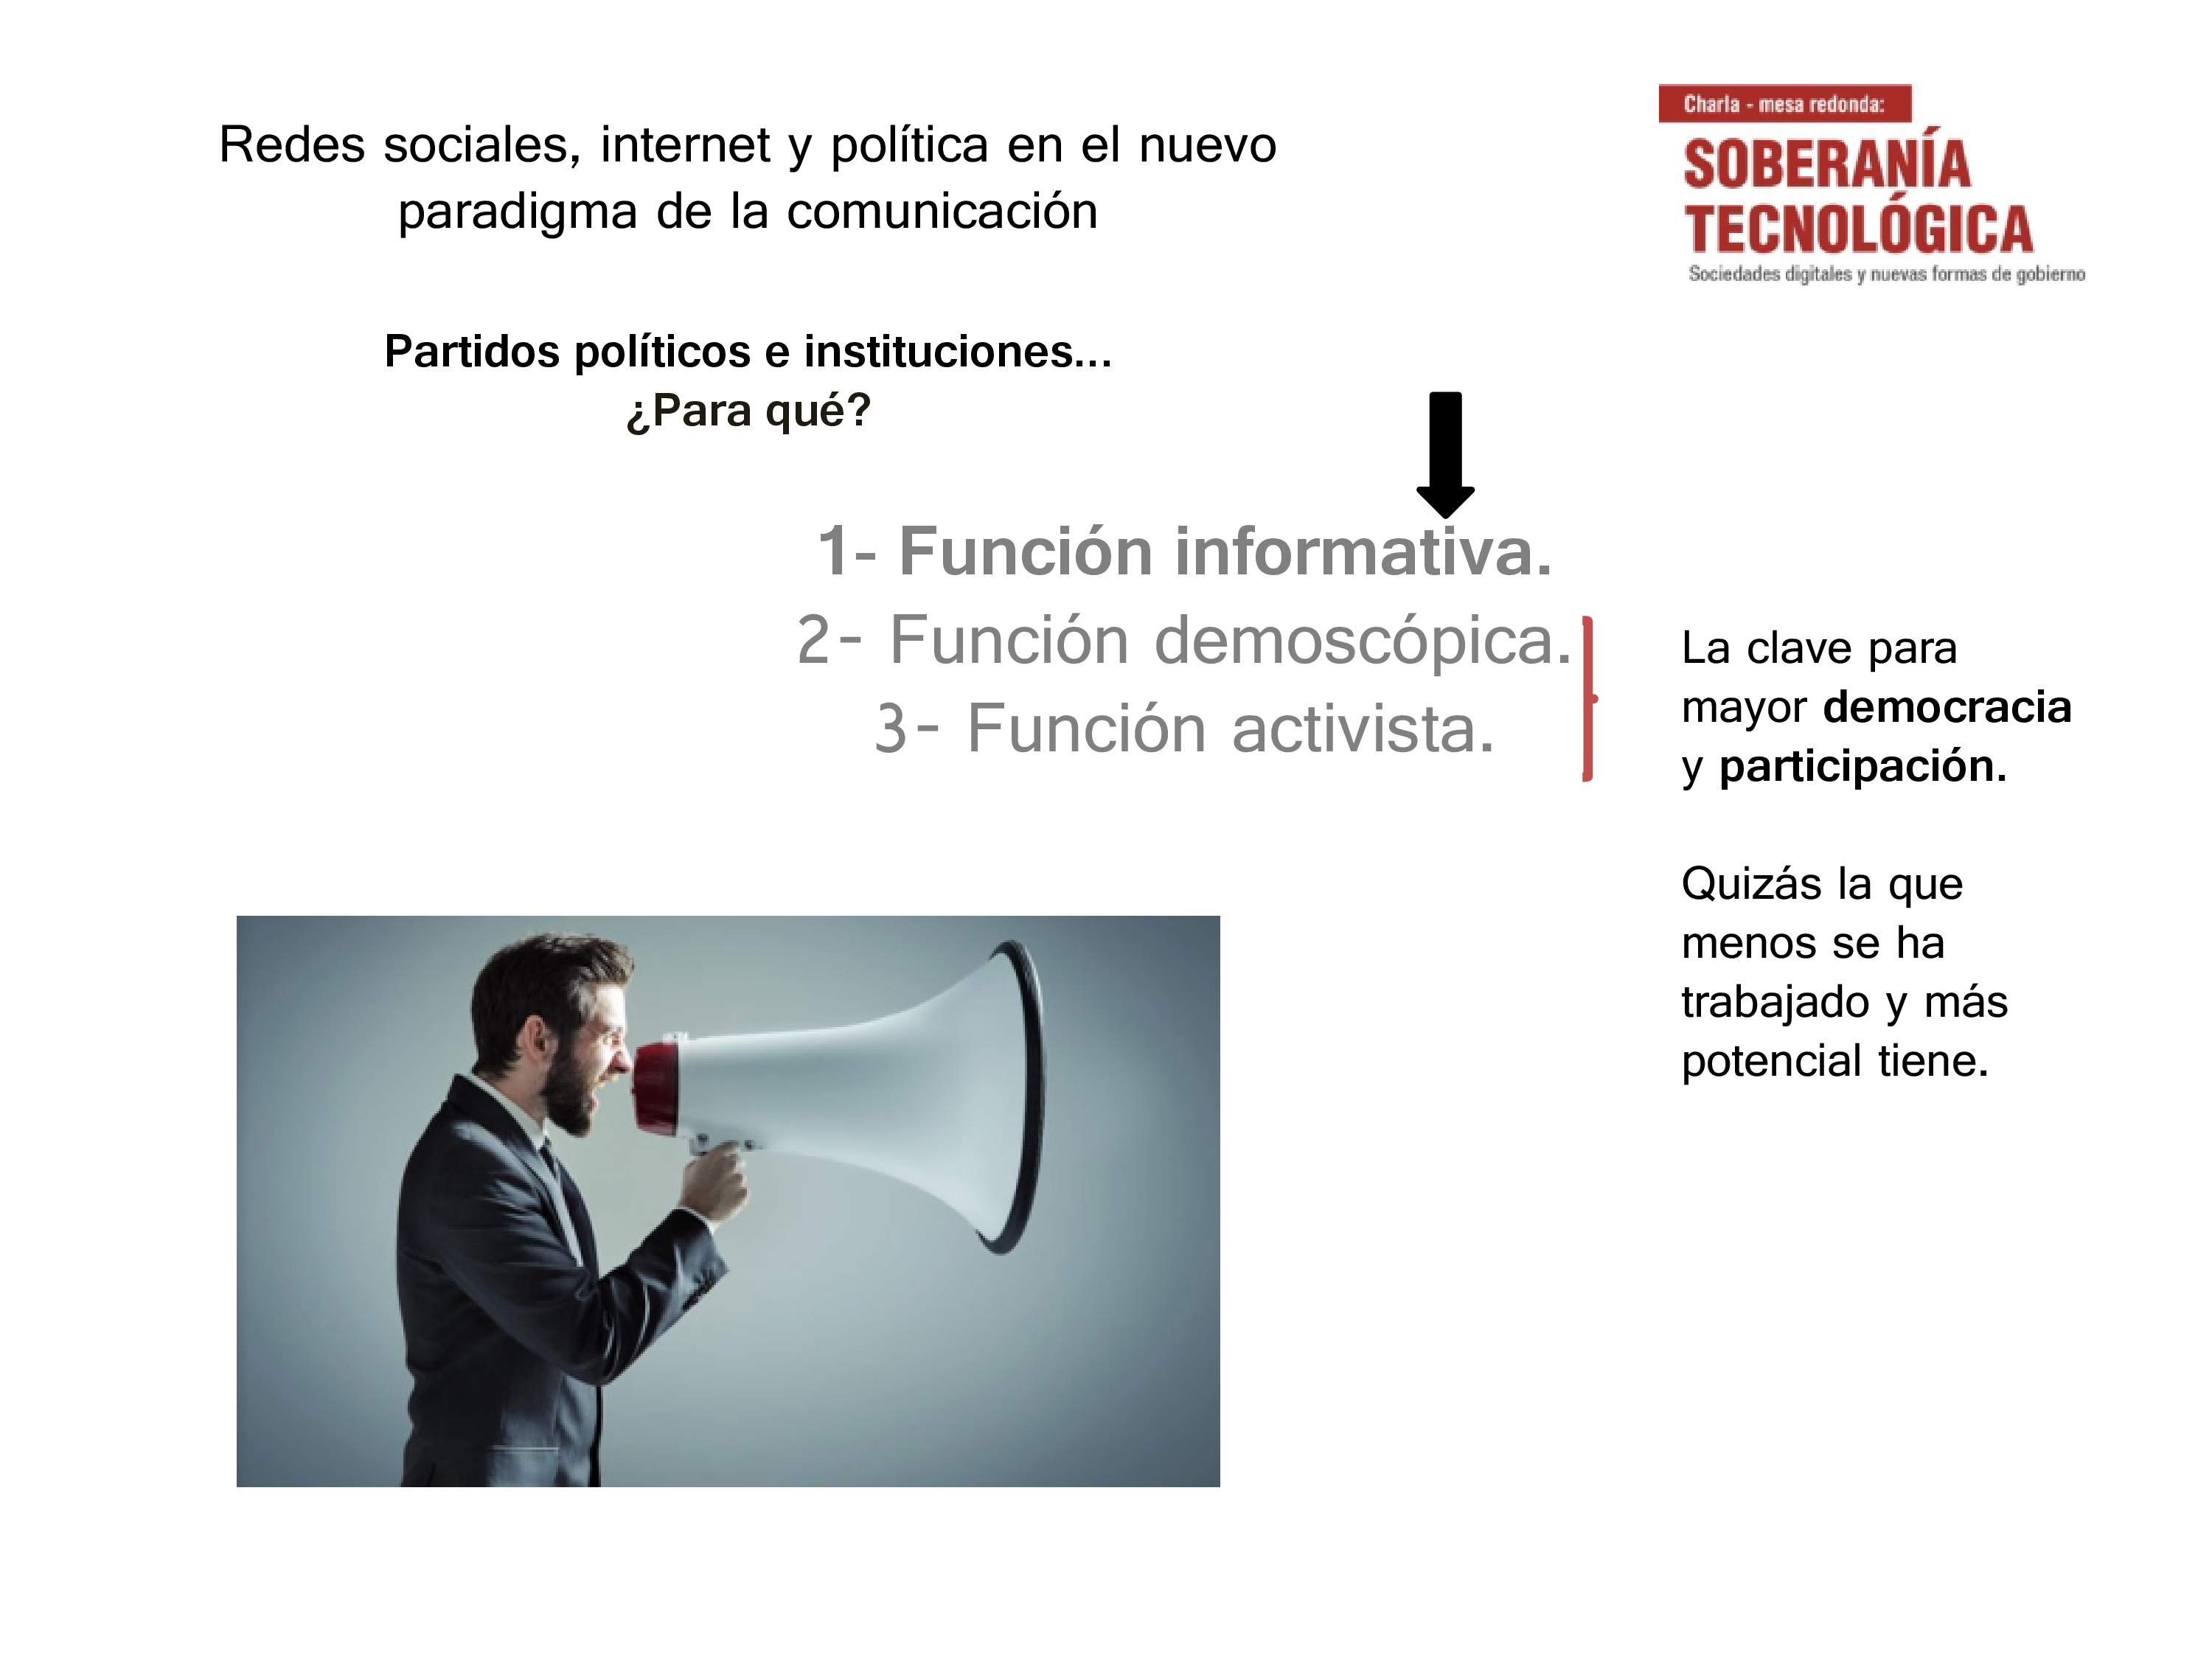 Redes sociales, internet y política en el nuevo
paradigma de la comunicación
Charla - mesa redonda:
SOBERANÍA
TECNOLÓGICA
Sociedades digitales y nuevas formas de gobierno
Partidos políticos e instituciones...
¿Para qué?
1- Función informativa.
2- Función demoscópica.
3- Función activista.
La clave para
mayor democracia
y participación.
Quizás la que
menos se ha
trabajado y más
potencial tiene.